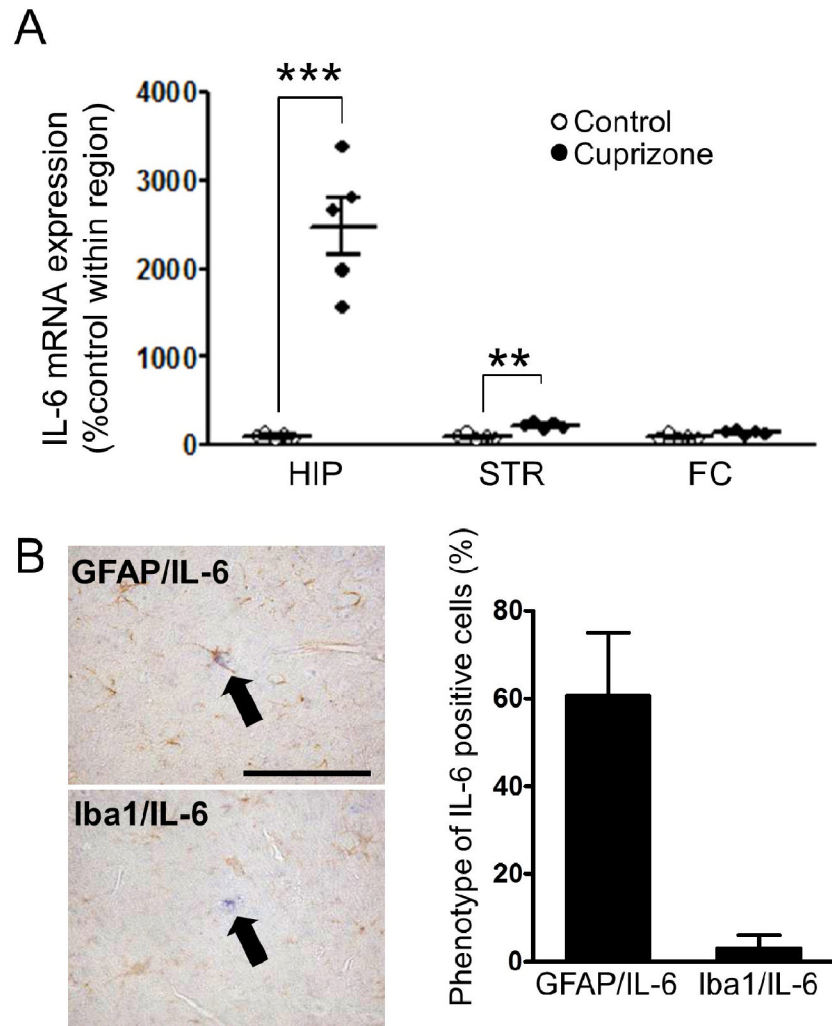 A
IL-6 mRNA expression
(%control within region)
4000
3000
2000
1000
0
***
**
Control
Cuprizone
HIP
STR
FC
B
GFAP/IL-6
Iba1/IL-6
Phenotype of IL-6 positive cells (%)
80
60
40
20
0
GFAP/IL-6
Iba1/IL-6